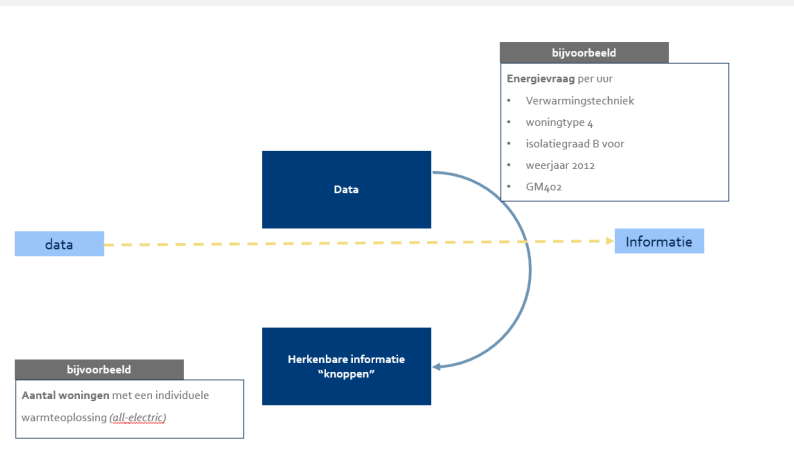 bijvoorbeeld
Energievraag per uur
• Verwarmingstechniek
• woningtype 4
• isolatiegraad B voor
• weerjaar 2012
• GM402
Data
data
Informatie
Herkenbare informatie
“knoppen”
bijvoorbeeld
Aantal woningen met een individuele
warmteoplossing (all-electric)